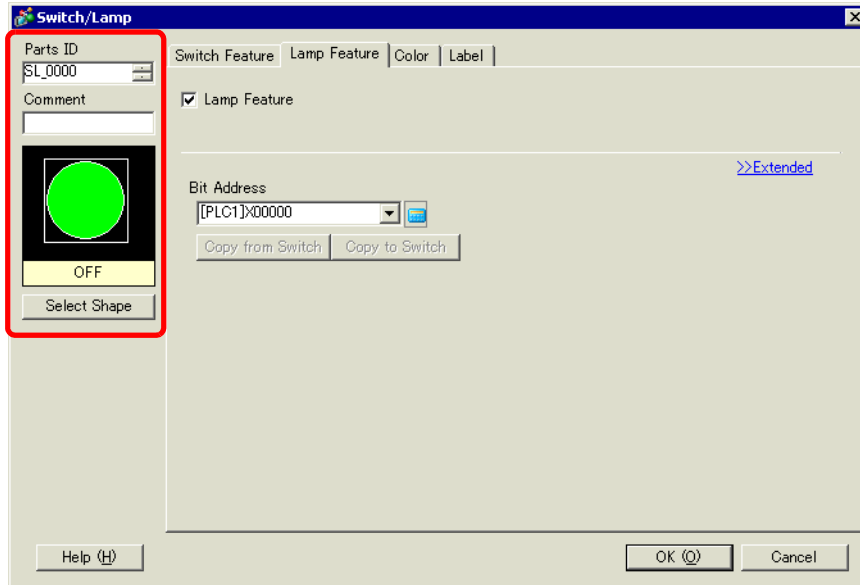 Switch/Lamp
Parts ID
SL_0000
Comment
OFF
Select Shape
Switch Feature Lamp Feature Color Label
Lamp Feature
>>Extended
Bit Address
[PLC1]X00000
Copy from Switch Copy to Switch
Help (H) OK (O) Cancel